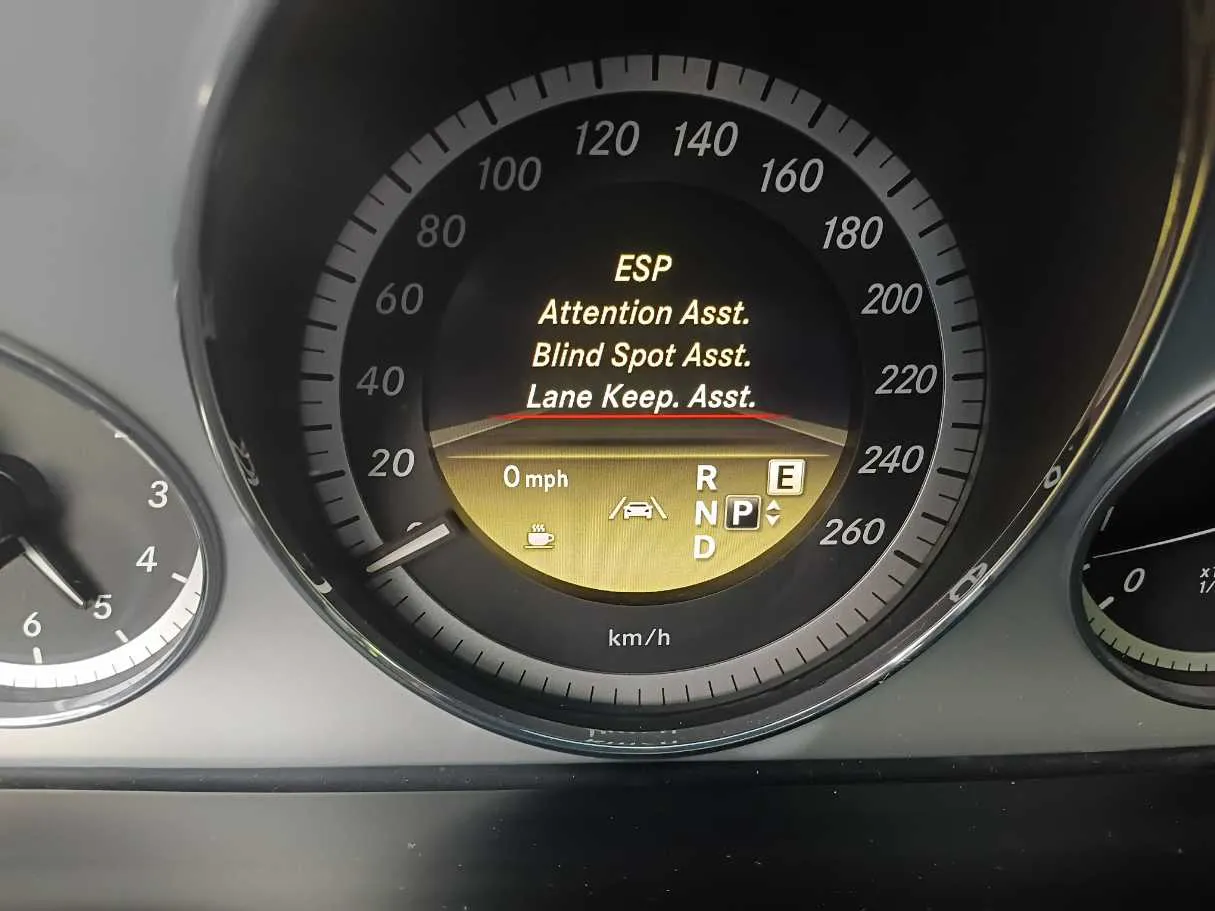 120 140
100 160
80 180
ESP
60 200
Attention Asst.
Blind Spot Asst.
40 220
Lane Keep. Asst.
20 240
0 mph R E
N P
D
260
km/h
3
4
5
6
0